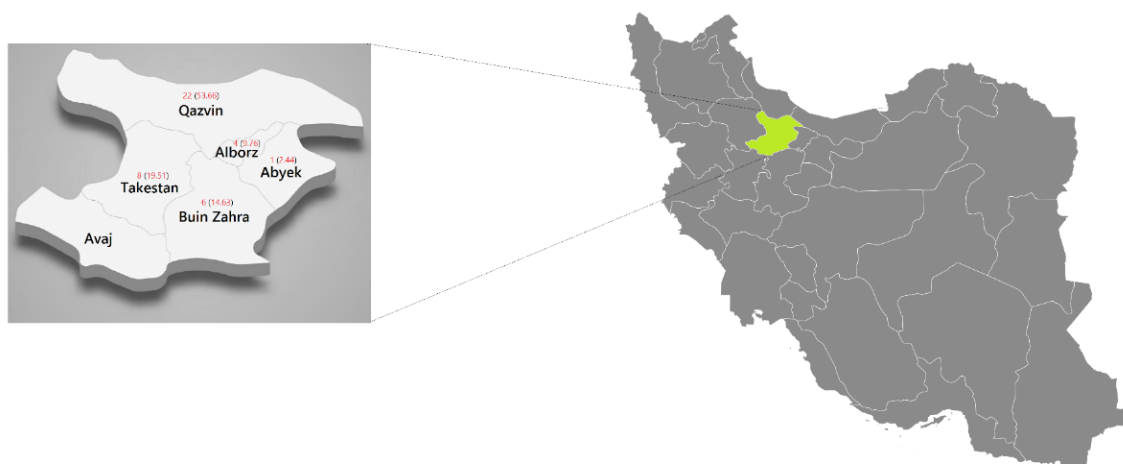 22 (53.66)
Qazvin
4 (9.76)
Alborz
1 (2.44)
Abyek
8 (19.51)
Takestan
6 (14.63)
Buin Zahra
Avaj